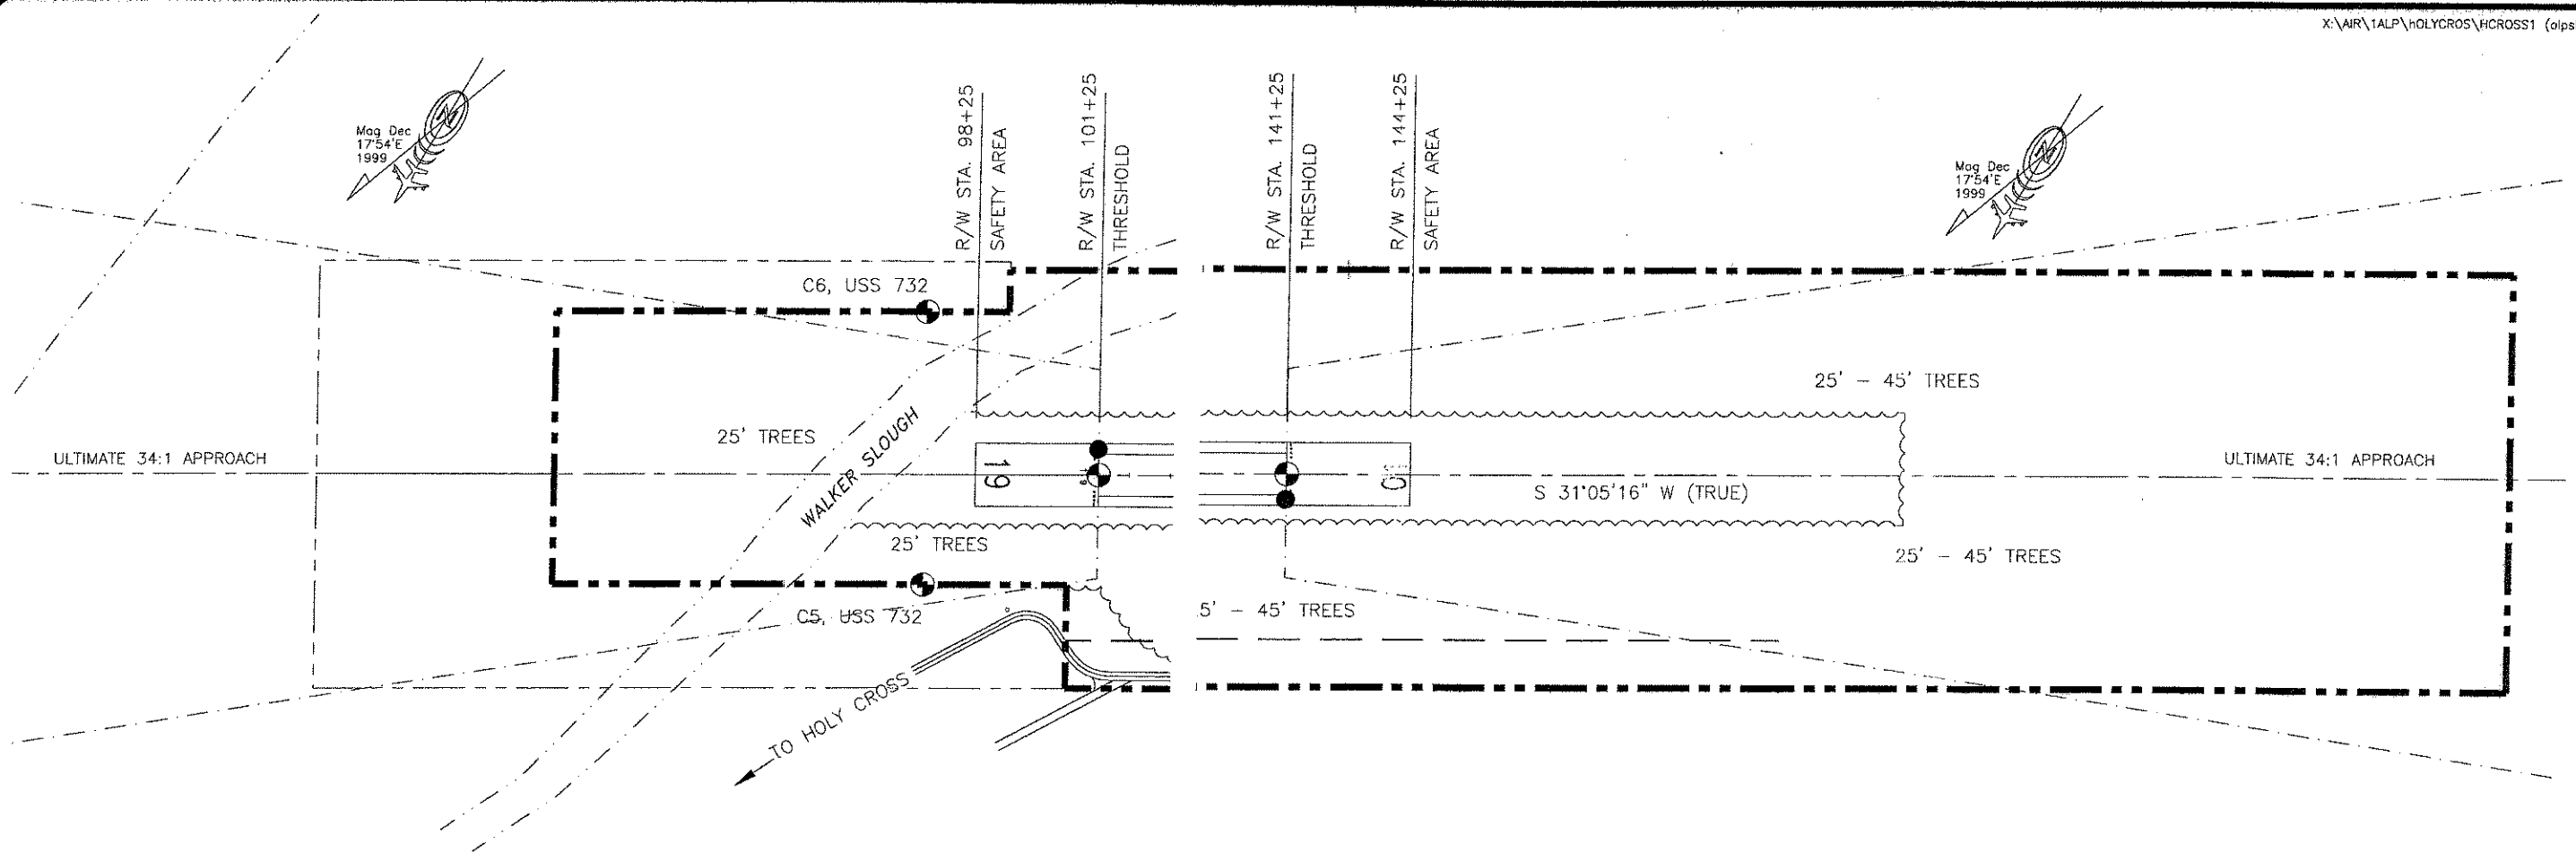 X:\AIR\1ALP\hOLYCROS\HCROSS1 (alps
Mag Dec
17°54'E
1999
N
R/W STA. 98+25
SAFETY AREA
R/W STA. 101+25
THRESHOLD
R/W STA. 141+25
THRESHOLD
R/W STA. 144+25
SAFETY AREA
Mag Dec
17°54'E
1999
N
C6, USS 732
25' - 45' TREES
25' TREES
WALKER SLOUGH
ULTIMATE 34:1 APPROACH
19
01
S 31°05'16" W (TRUE)
ULTIMATE 34:1 APPROACH
25' TREES
25' - 45' TREES
C5, USS 732
5' - 45' TREES
TO HOLY CROSS